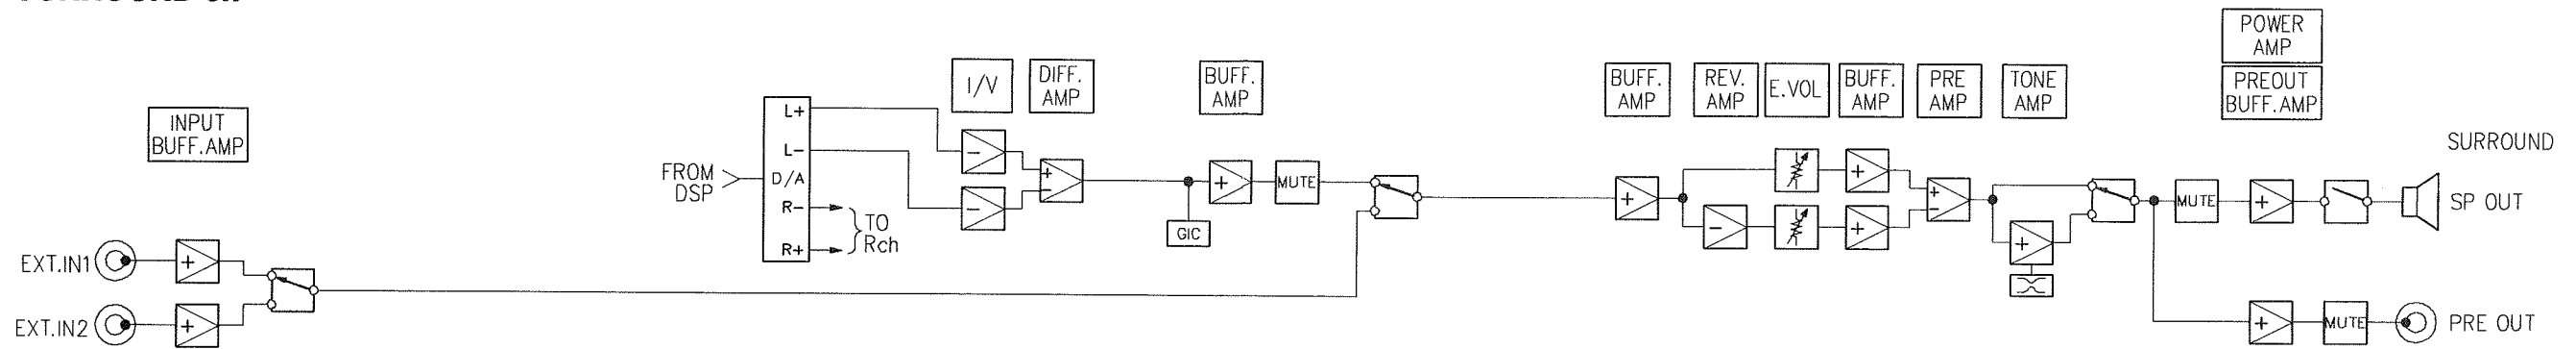 POWER
AMP
I/V
DIFF.
AMP
BUFF.
AMP
BUFF.
AMP
REV.
AMP
E.VOL
BUFF.
AMP
PRE
AMP
TONE
AMP
PREOUT
BUFF.AMP
INPUT
BUFF.AMP
SURROUND
FROM
DSP
L+
L-
D/A
R-
R+
TO
Rch
-
-
+
-
GIC
+
MUTE
+
-
+
+
+
-
+
MUTE
+
SP OUT
EXT.IN1
+
EXT.IN2
+
+
MUTE
PRE OUT